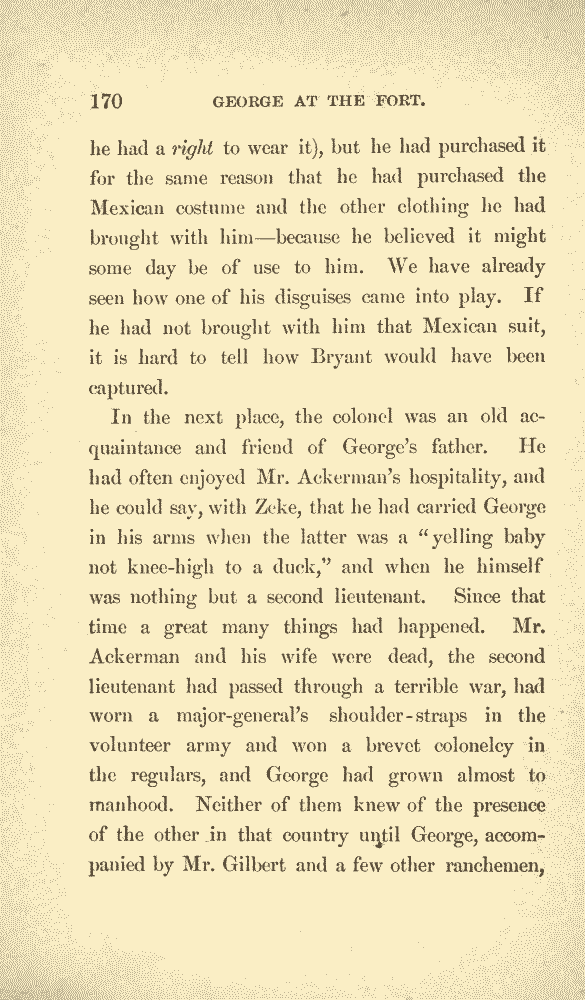 170 GEORGE AT THE FORT.
he had a right to wear it), but he had purchased it
for the same reason that he had purchased the
Mexican costume and the other clothing he had
brought with him—because he believed it might
some day be of use to him. We have already
seen how one of his disguises came into play. If
he had not brought with him that Mexican suit,
it is hard to tell how Bryant would have been
captured.
In the next place, the colonel was an old ac-
quaintance and friend of George's father. He
had often enjoyed Mr. Ackerman's hospitality, and
he could say, with Zeke, that he had carried George
in his arms when the latter was a “yelling baby
not knee-high to a duck,” and when he himself
was nothing but a second lieutenant. Since that
time a great many things had happened. Mr.
Ackerman and his wife were dead, the second
lieutenant had passed through a terrible war, had
worn a major-general's shoulder-straps in the
volunteer army and won a brevet colonelcy in
the regulars, and George had grown almost to
manhood. Neither of them knew of the presence
of the other in that country until George, accom-
panied by Mr. Gilbert and a few other ranchemen,